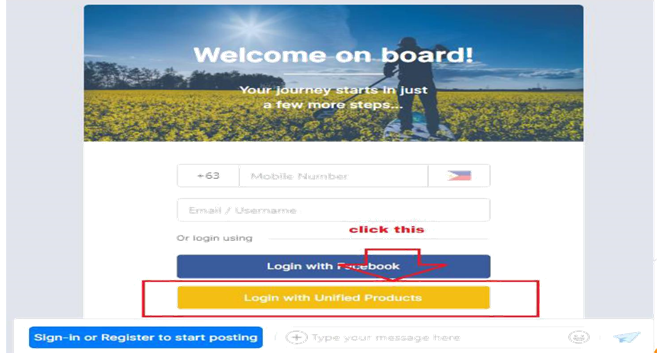 Welcome on board!
Your journey starts in just
a few more steps...
+63 Mobile Number
Email / Username
click this
Or login using
Login with Facebook
Login with Unified Products
Sign-in or Register to start posting
Type your message here